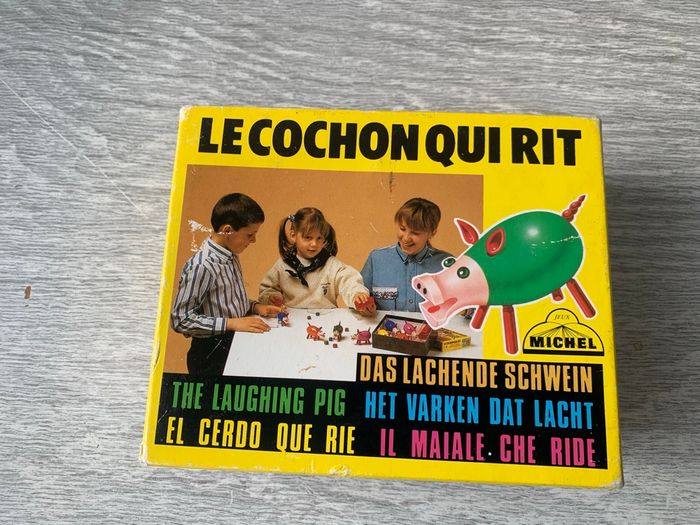 LE COCHON QUI RIT
JEUX
MICHEL
DAS LACHENDE SCHWEIN
THE LAUGHING PIG HET VARKEN DAT LACHT
EL CERDO QUE RIE IL MAIALE CHE RIDE